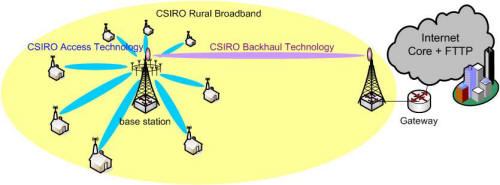 CSIRO Rural Broadband
CSIRO Access Technology
CSIRO Backhaul Technology
Internet
Core + FTTP
base station
Gateway